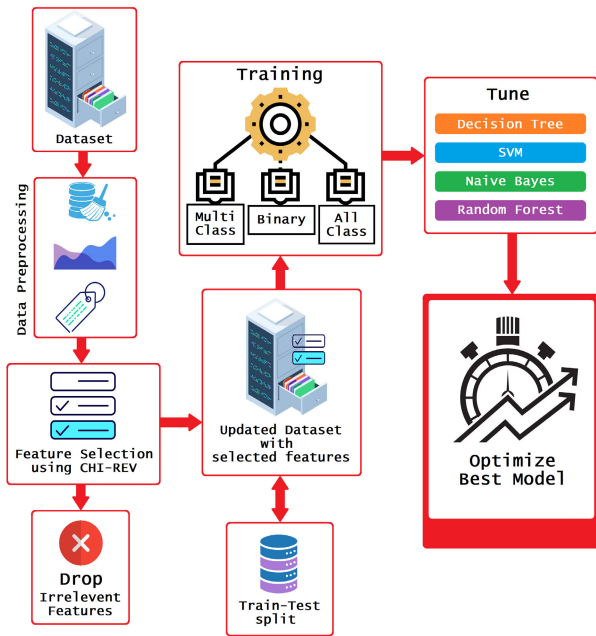 Dataset
Data Preprocessing
Feature Selection
using CHI-REV
Drop
Irrelevent
Features
Updated Dataset
with
selected features
Train-Test
split
Training
Multi
Class
Binary
All
Class
Tune
Decision Tree
SVM
Naive Bayes
Random Forest
Optimize
Best Model